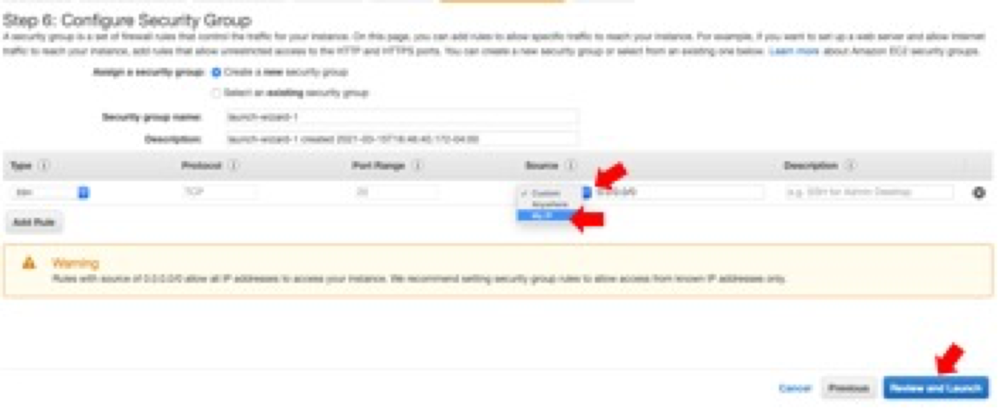 Step 6: Configure Security Group
A security group is a set of firewall rules that control the traffic for your instance. On this page, you can add rules to allow specific traffic to reach your instance. For example, if you want to set up a web server and allow Internet
traffic to reach your instance, add rules that allow unrestricted access to the HTTP and HTTPS ports. You can create a new security group or select from an existing one below. Learn more about Amazon EC2 security groups.
Assign a security group: Create a new security group
Select an existing security group
Security group name: launch-wizard-1
Description: launch-wizard-1 created
Type Protocol Port Range Source Description
SSH TCP 22 Custom 0.0.0.0/0 e.g. SSH for Admin Desktop
Anywhere
My IP
Add Rule
Warning
Rules with source of 0.0.0.0/0 allow all IP addresses to access your instance. We recommend setting security group rules to allow access from known IP addresses only.
Cancel Previous Review and Launch